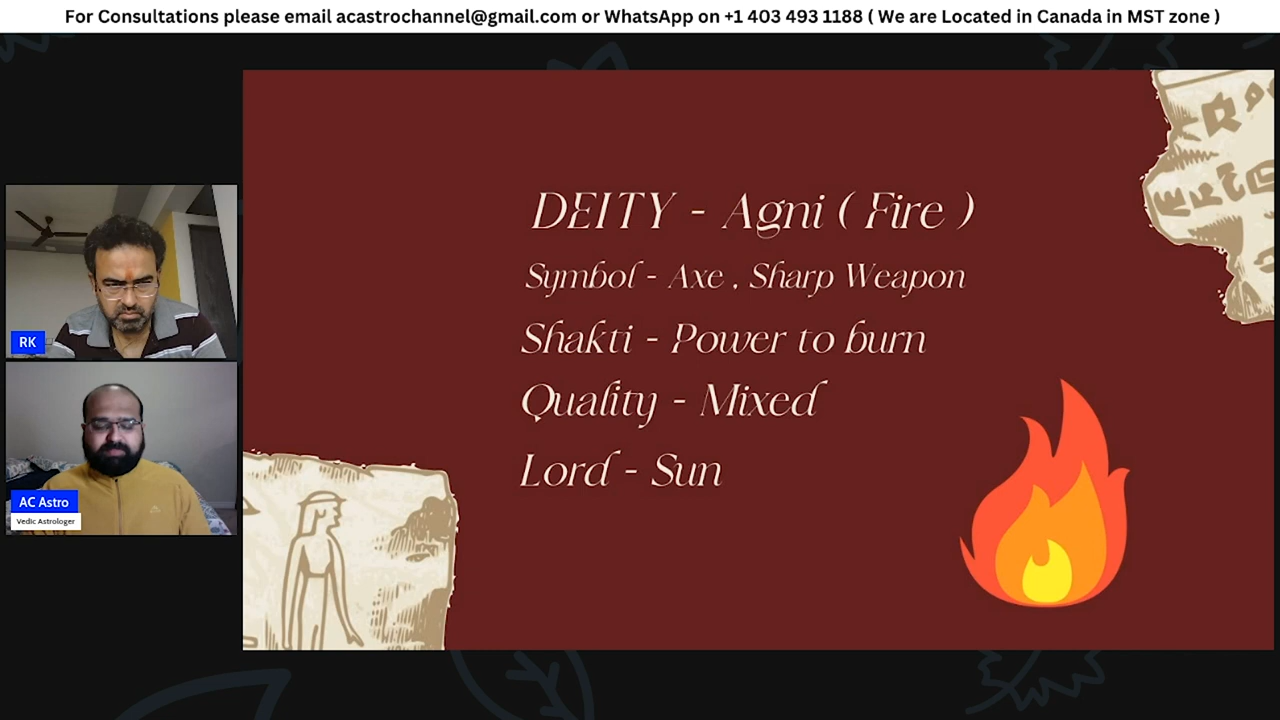 For Consultations please email acastrochannel@gmail.com or WhatsApp on +1 403 493 1188 ( We are Located in Canada in MST zone )
DEITY - Agni ( Fire )
Symbol - Axe , Sharp Weapon
Shakti - Power to burn
Quality - Mixed
Lord - Sun
RK
AC Astro
Vedic Astrologer